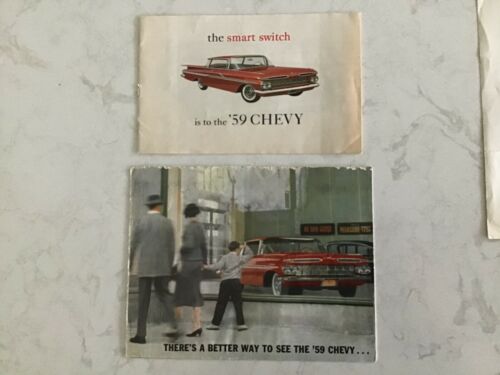 the smart switch
is to the '59 CHEVY
THERE'S A BETTER WAY TO SEE THE '59 CHEVY...